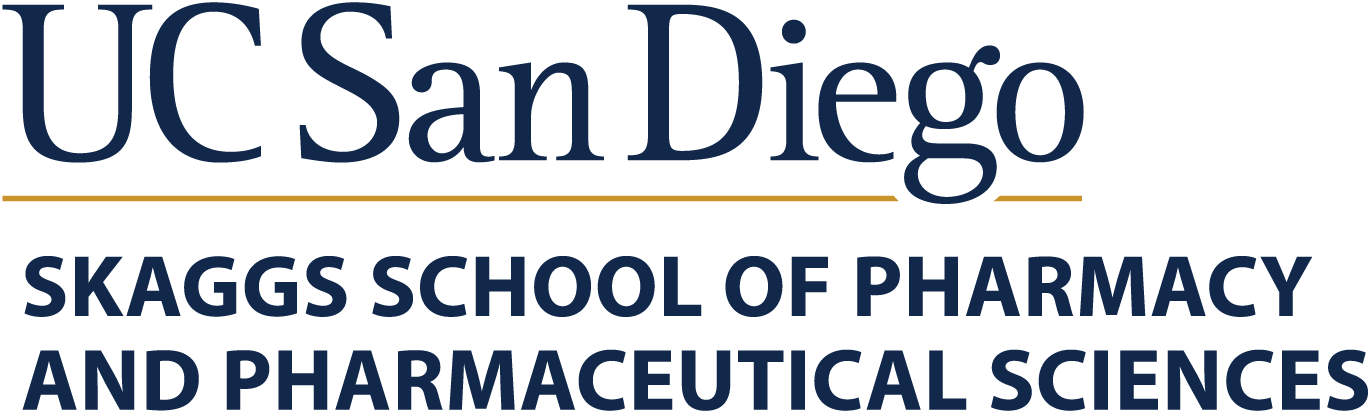 UC San Diego
SKAGGS SCHOOL OF PHARMACY
AND PHARMACEUTICAL SCIENCES